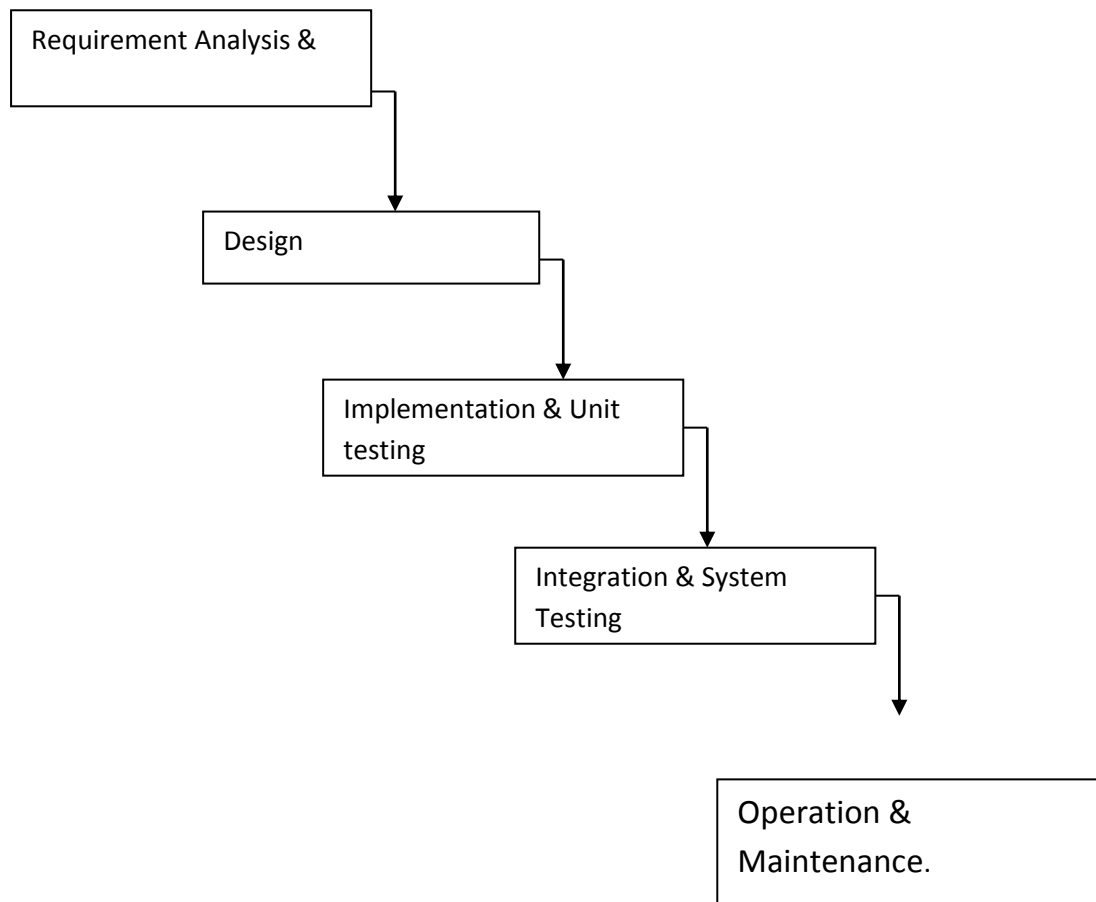 Requirement Analysis &
Design
Implementation & Unit
testing
Integration & System
Testing
Operation &
Maintenance.